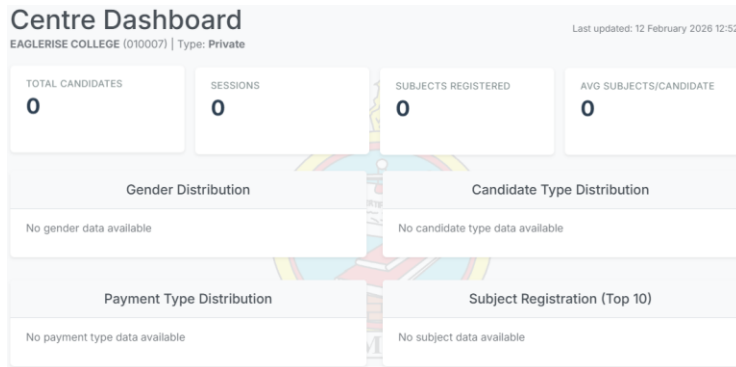 Centre Dashboard
Last updated: 12 February 2026 12:52
EAGLERISE COLLEGE (010007) | Type: Private
TOTAL CANDIDATES
0
SESSIONS
0
SUBJECTS REGISTERED
0
AVG SUBJECTS/CANDIDATE
0
Gender Distribution
No gender data available
Candidate Type Distribution
No candidate type data available
Payment Type Distribution
No payment type data available
Subject Registration (Top 10)
No subject data available